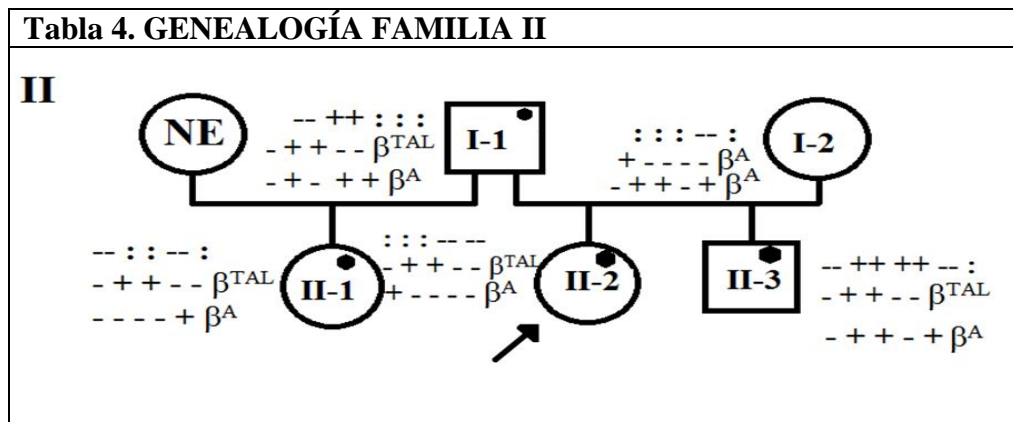 Tabla 4. GENEALOGÍA FAMILIA II
II
NE
-- ++ : : :
- + + - - βTAL
- + - + + βA
I-1
: : : -- :
+ - - - - βA
- + + - + βA
I-2
-- : : -- :
- + + - - βTAL
- - - - + βA
II-1
: : : -- --
- + + - - βTAL
+ - - - - βA
II-2
II-3
-- ++ ++ -- :
- + + - - βTAL
- + + - + βA